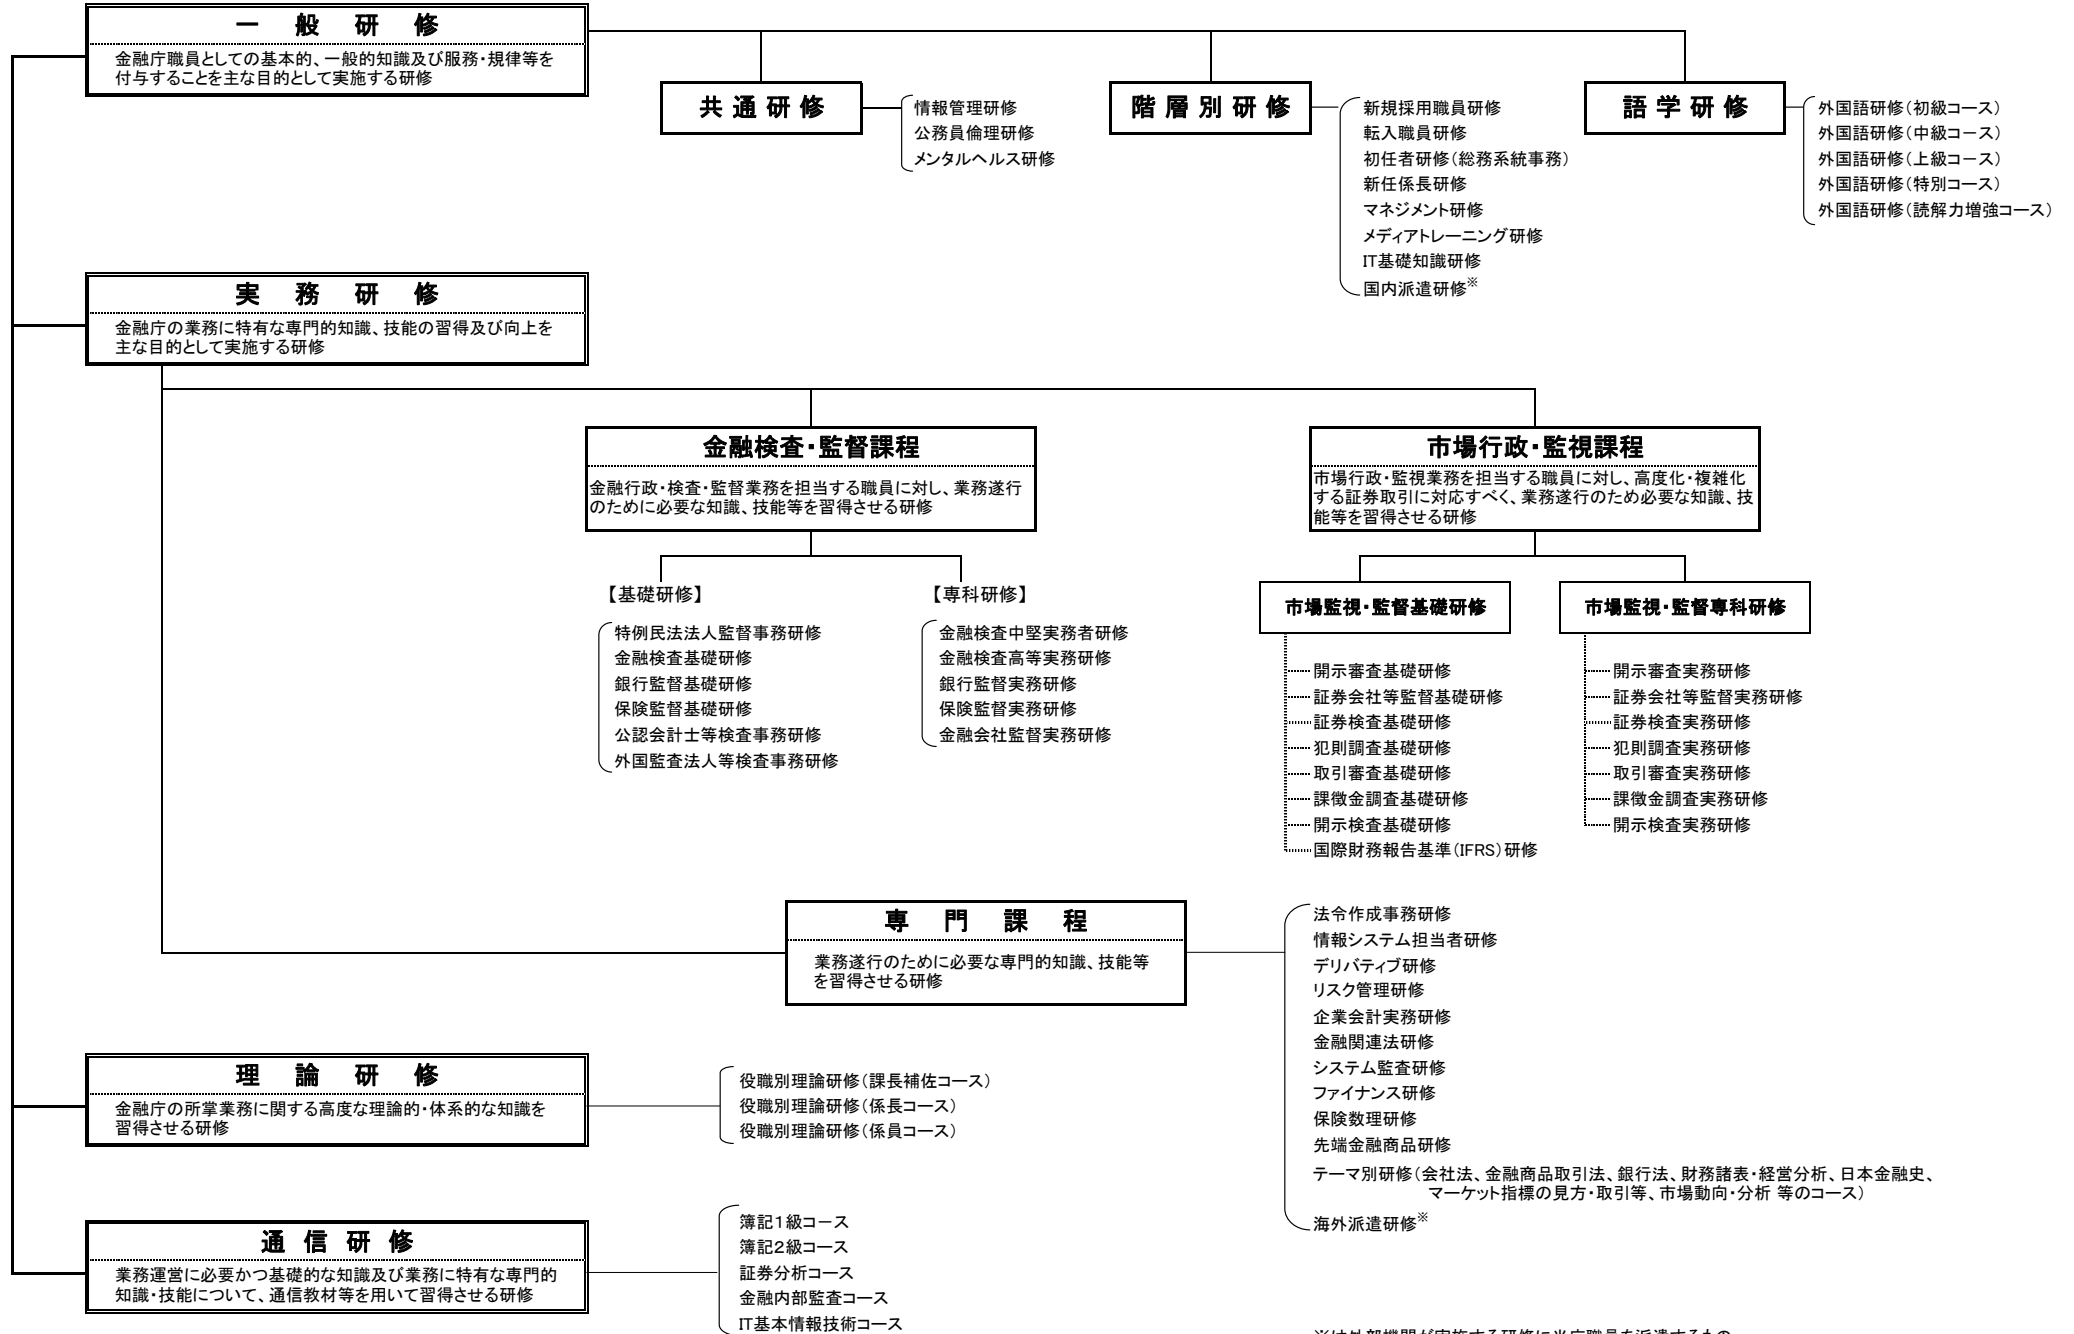 一 般 研 修
金融庁職員としての基本的、一般的知識及び服務・規律等を
付与することを主な目的として実施する研修
共 通 研 修
情報管理研修
公務員倫理研修
メンタルヘルス研修
階 層 別 研 修
新規採用職員研修
転入職員研修
初任者研修（総務系統事務）
新任係長研修
マネジメント研修
メディアトレーニング研修
IT基礎知識研修
国内派遣研修※
語 学 研 修
外国語研修（初級コース）
外国語研修（中級コース）
外国語研修（上級コース）
外国語研修（特別コース）
外国語研修（読解力増強コース）
実 務 研 修
金融庁の業務に特有な専門的知識、技能の習得及び向上を
主な目的として実施する研修
金融検査・監督課程
金融行政・検査・監督業務を担当する職員に対し、業務遂行
のために必要な知識、技能等を習得させる研修
【基礎研修】
特例民法法人監督事務研修
金融検査基礎研修
銀行監督基礎研修
保険監督基礎研修
公認会計士等検査事務研修
外国監査法人等検査事務研修
【専科研修】
金融検査中堅実務者研修
金融検査高等実務研修
銀行監督実務研修
保険監督実務研修
金融会社監督実務研修
市場行政・監視課程
市場行政・監視業務を担当する職員に対し、高度化・複雑化
する証券取引に対応すべく、業務遂行のため必要な知識、技
能等を習得させる研修
市場監視・監督基礎研修
開示審査基礎研修
証券会社等監督基礎研修
証券検査基礎研修
犯則調査基礎研修
取引審査基礎研修
課徴金調査基礎研修
開示検査基礎研修
国際財務報告基準（IFRS）研修
市場監視・監督専科研修
開示審査実務研修
証券会社等監督実務研修
証券検査実務研修
犯則調査実務研修
取引審査実務研修
課徴金調査実務研修
開示検査実務研修
専 門 課 程
業務遂行のために必要な専門的知識、技能等
を習得させる研修
法令作成事務研修
情報システム担当者研修
デリバティブ研修
リスク管理研修
企業会計実務研修
金融関連法研修
システム監査研修
ファイナンス研修
保険数理研修
先端金融商品研修
テーマ別研修（会社法、金融商品取引法、銀行法、財務諸表・経営分析、日本金融史、
マーケット指標の見方・取引等、市場動向・分析 等のコース）
海外派遣研修※
理 論 研 修
金融庁の所掌業務に関する高度な理論的・体系的な知識を
習得させる研修
役職別理論研修（課長補佐コース）
役職別理論研修（係長コース）
役職別理論研修（係員コース）
通 信 研 修
業務運営に必要かつ基礎的な知識及び業務に特有な専門的
知識・技能について、通信教材等を用いて習得させる研修
簿記１級コース
簿記２級コース
証券分析コース
金融内部監査コース
IT基本情報技術コース
※は外部機関が実施する研修に当庁職員を派遣するもの